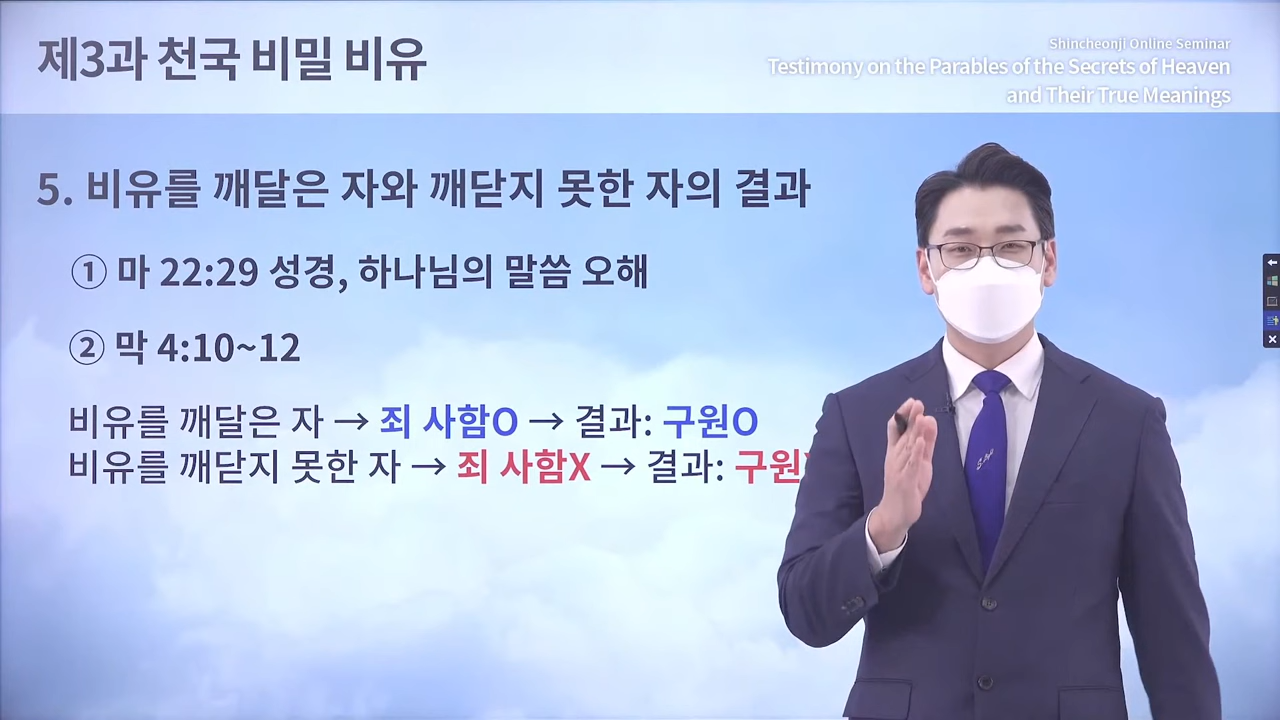 제3과 천국 비밀 비유
Shincheonji Online Seminar
Testimony on the Parables of the Secrets of Heaven
and Their True Meanings
5. 비유를 깨달은 자와 깨닫지 못한 자의 결과
① 마 22:29 성경, 하나님의 말씀 오해
② 막 4:10~12
비유를 깨달은 자 → 죄 사함O → 결과: 구원O
비유를 깨닫지 못한 자 → 죄 사함X → 결과: 구원